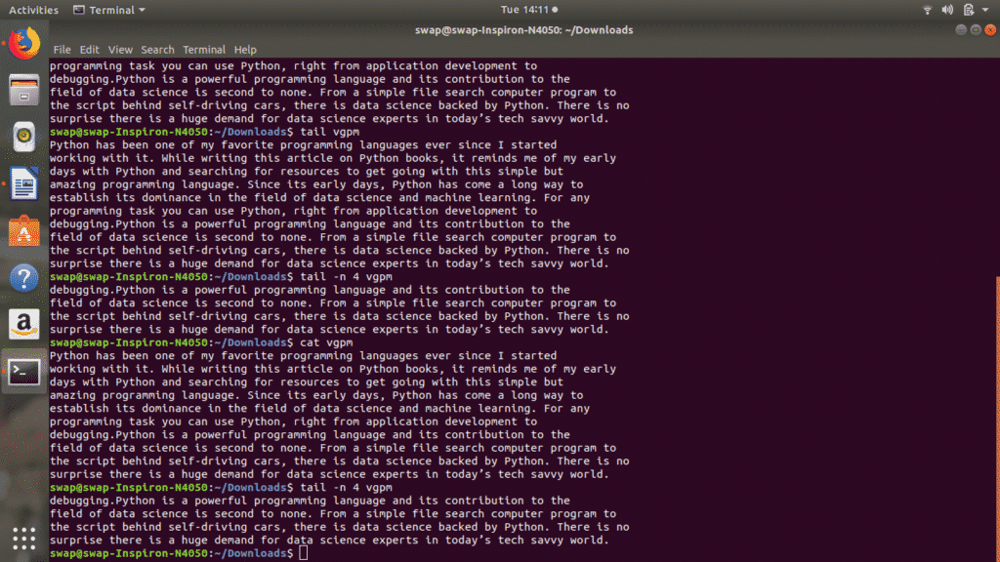 Activities Terminal Tue 14:11
swap@swap-Inspiron-N4050: ~/Downloads
File Edit View Search Terminal Help
programming task you can use Python, right from application development to
debugging.Python is a powerful programming language and its contribution to the
field of data science is second to none. From a simple file search computer program to
the script behind self-driving cars, there is data science backed by Python. There is no
surprise there is a huge demand for data science experts in today’s tech savvy world.
swap@swap-Inspiron-N4050:~/Downloads$ tail vgpm
Python has been one of my favorite programming languages ever since I started
working with it. While writing this article on Python books, it reminds me of my early
days with Python and searching for resources to get going with this simple but
amazing programming language. Since its early days, Python has come a long way to
establish its dominance in the field of data science and machine learning. For any
programming task you can use Python, right from application development to
debugging.Python is a powerful programming language and its contribution to the
field of data science is second to none. From a simple file search computer program to
the script behind self-driving cars, there is data science backed by Python. There is no
surprise there is a huge demand for data science experts in today’s tech savvy world.
swap@swap-Inspiron-N4050:~/Downloads$ tail -n 4 vgpm
debugging.Python is a powerful programming language and its contribution to the
field of data science is second to none. From a simple file search computer program to
the script behind self-driving cars, there is data science backed by Python. There is no
surprise there is a huge demand for data science experts in today’s tech savvy world.
swap@swap-Inspiron-N4050:~/Downloads$ cat vgpm
Python has been one of my favorite programming languages ever since I started
working with it. While writing this article on Python books, it reminds me of my early
days with Python and searching for resources to get going with this simple but
amazing programming language. Since its early days, Python has come a long way to
establish its dominance in the field of data science and machine learning. For any
programming task you can use Python, right from application development to
debugging.Python is a powerful programming language and its contribution to the
field of data science is second to none. From a simple file search computer program to
the script behind self-driving cars, there is data science backed by Python. There is no
surprise there is a huge demand for data science experts in today’s tech savvy world.
swap@swap-Inspiron-N4050:~/Downloads$ tail -n 4 vgpm
debugging.Python is a powerful programming language and its contribution to the
field of data science is second to none. From a simple file search computer program to
the script behind self-driving cars, there is data science backed by Python. There is no
surprise there is a huge demand for data science experts in today’s tech savvy world.
swap@swap-Inspiron-N4050:~/Downloads$